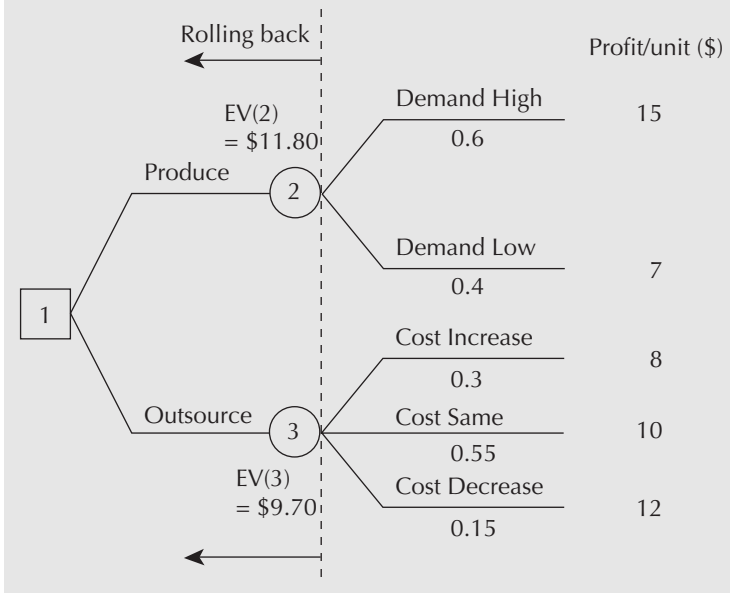 Rolling back
Profit/unit ($)
EV(2)
= $11.80
Demand High
0.6
15
Produce
2
Demand Low
0.4
7
1
Cost Increase
0.3
8
Outsource
3
Cost Same
0.55
10
EV(3)
= $9.70
Cost Decrease
0.15
12